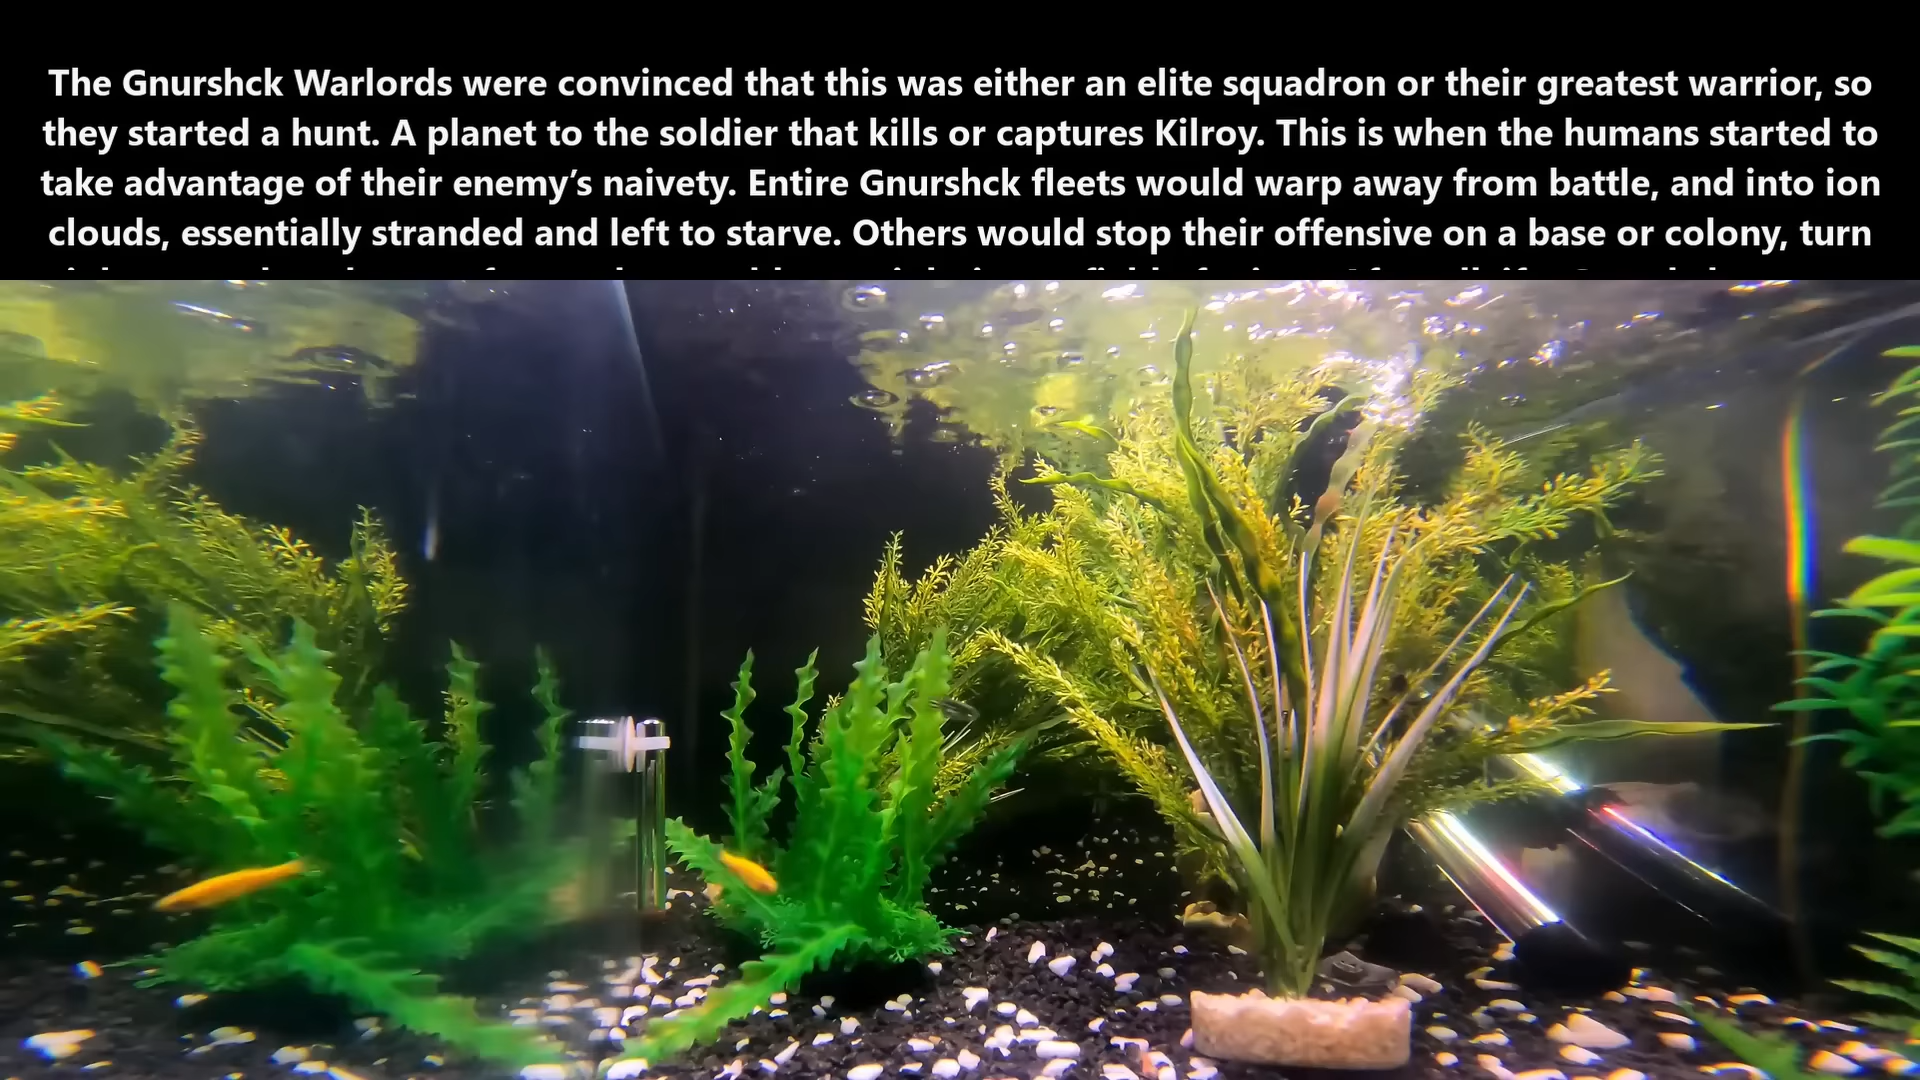 The Gnurshck Warlords were convinced that this was either an elite squadron or their greatest warrior, so
they started a hunt. A planet to the soldier that kills or captures Kilroy. This is when the humans started to
take advantage of their enemy’s naivety. Entire Gnurshck fleets would warp away from battle, and into ion
clouds, essentially stranded and left to starve. Others would stop their offensive on a base or colony, turn